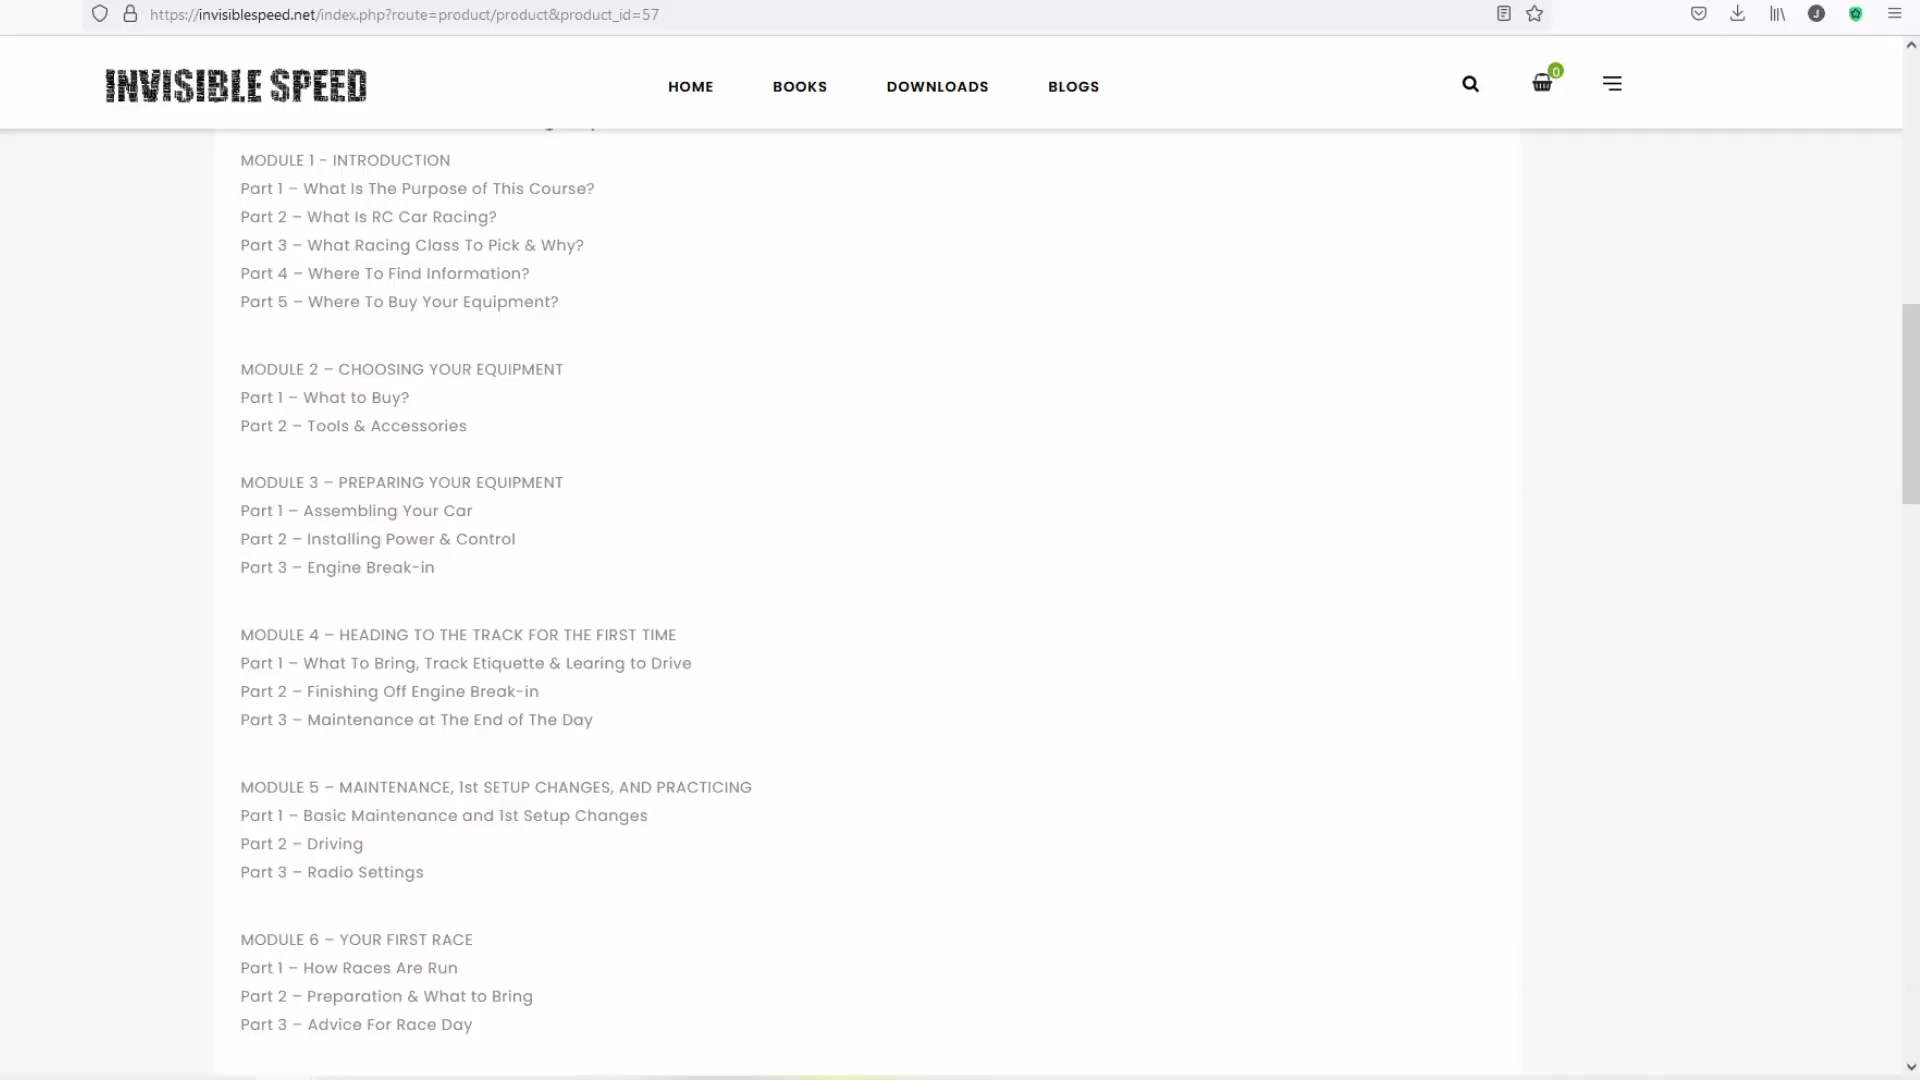 https://invisiblespeed.net/index.php?route=product/product&product_id=57
J
INVISIBLE SPEED
HOME
BOOKS
DOWNLOADS
BLOGS
0
MODULE 1 - INTRODUCTION
Part 1 – What Is The Purpose of This Course?
Part 2 – What Is RC Car Racing?
Part 3 – What Racing Class To Pick & Why?
Part 4 – Where To Find Information?
Part 5 – Where To Buy Your Equipment?
MODULE 2 – CHOOSING YOUR EQUIPMENT
Part 1 – What to Buy?
Part 2 – Tools & Accessories
MODULE 3 – PREPARING YOUR EQUIPMENT
Part 1 – Assembling Your Car
Part 2 – Installing Power & Control
Part 3 – Engine Break-in
MODULE 4 – HEADING TO THE TRACK FOR THE FIRST TIME
Part 1 – What To Bring, Track Etiquette & Learing to Drive
Part 2 – Finishing Off Engine Break-in
Part 3 – Maintenance at The End of The Day
MODULE 5 – MAINTENANCE, 1st SETUP CHANGES, AND PRACTICING
Part 1 – Basic Maintenance and 1st Setup Changes
Part 2 – Driving
Part 3 – Radio Settings
MODULE 6 – YOUR FIRST RACE
Part 1 – How Races Are Run
Part 2 – Preparation & What to Bring
Part 3 – Advice For Race Day